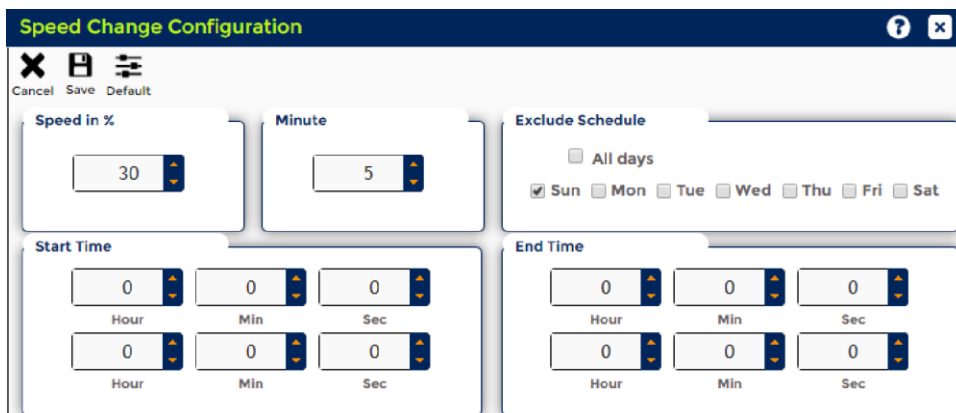 Speed Change Configuration ?
Cancel Save Default
Speed in % Minute Exclude Schedule
30 5 All days
Sun Mon Tue Wed Thu Fri Sat
Start Time End Time
0 0 0 0 0 0
Hour Min Sec Hour Min Sec
0 0 0 0 0 0
Hour Min Sec Hour Min Sec